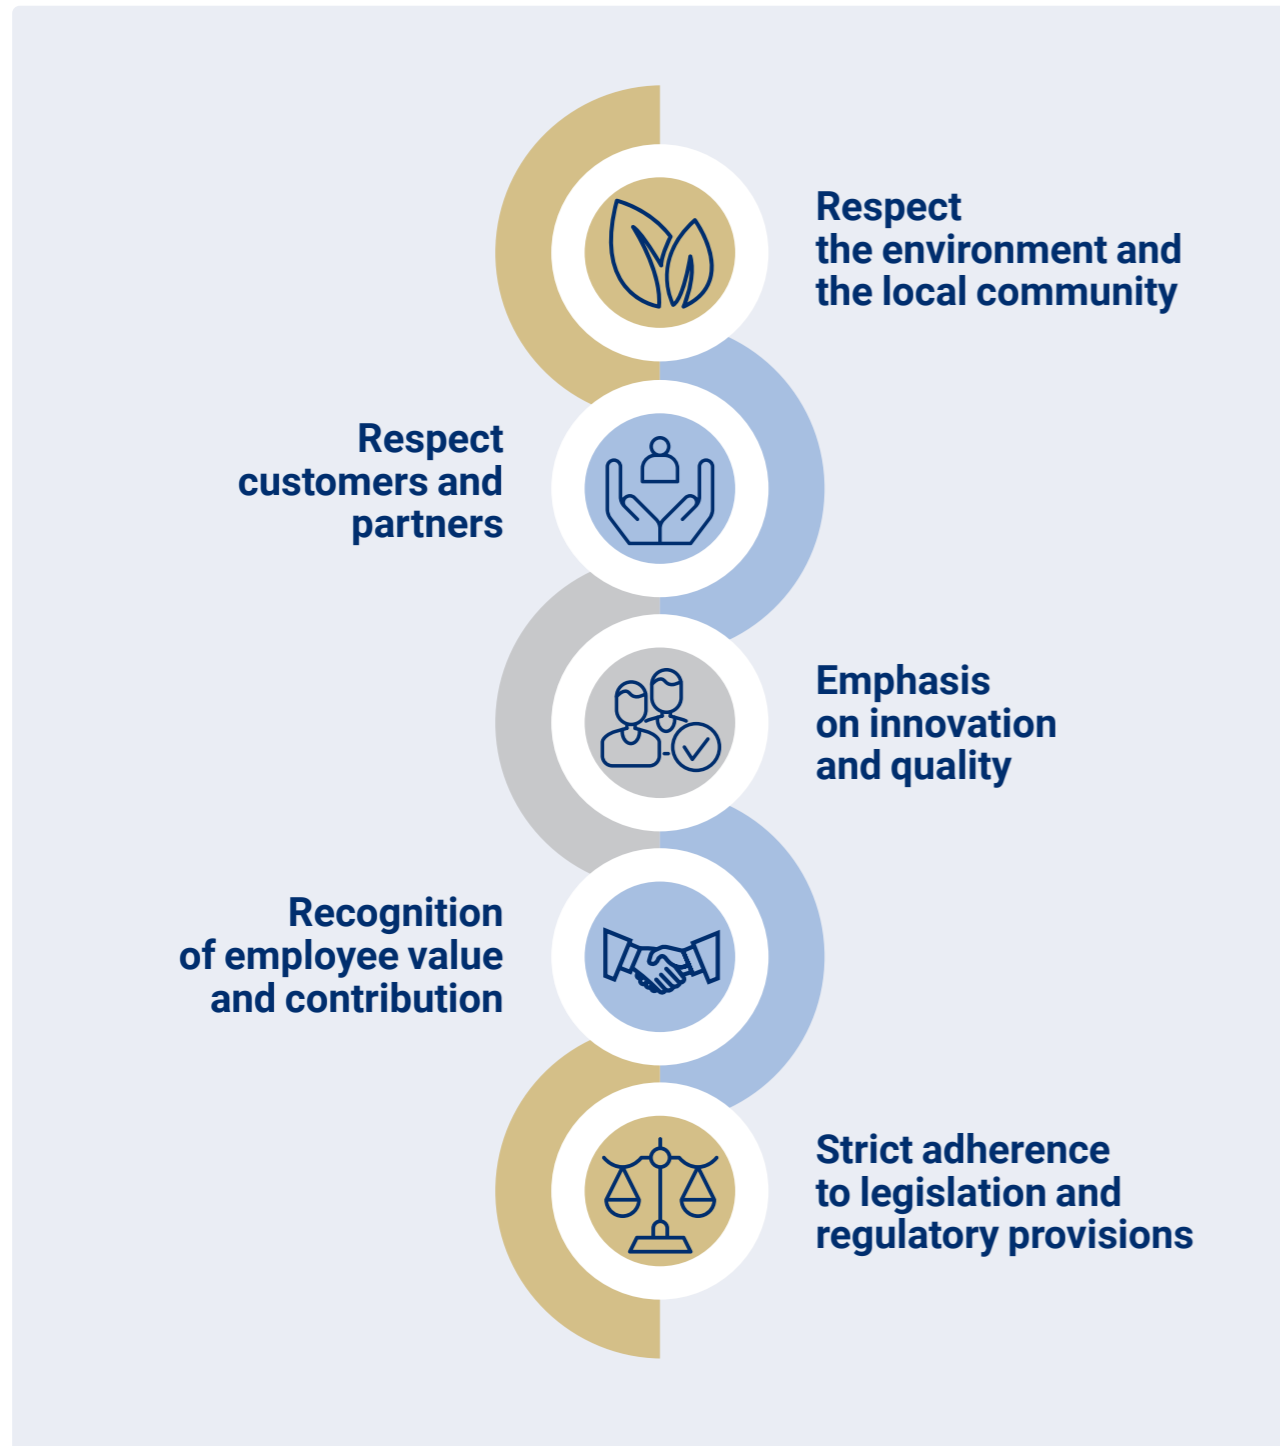 Respect
the environment and
the local community
Respect
customers and
partners
Emphasis
on innovation
and quality
Recognition
of employee value
and contribution
Strict adherence
to legislation and
regulatory provisions